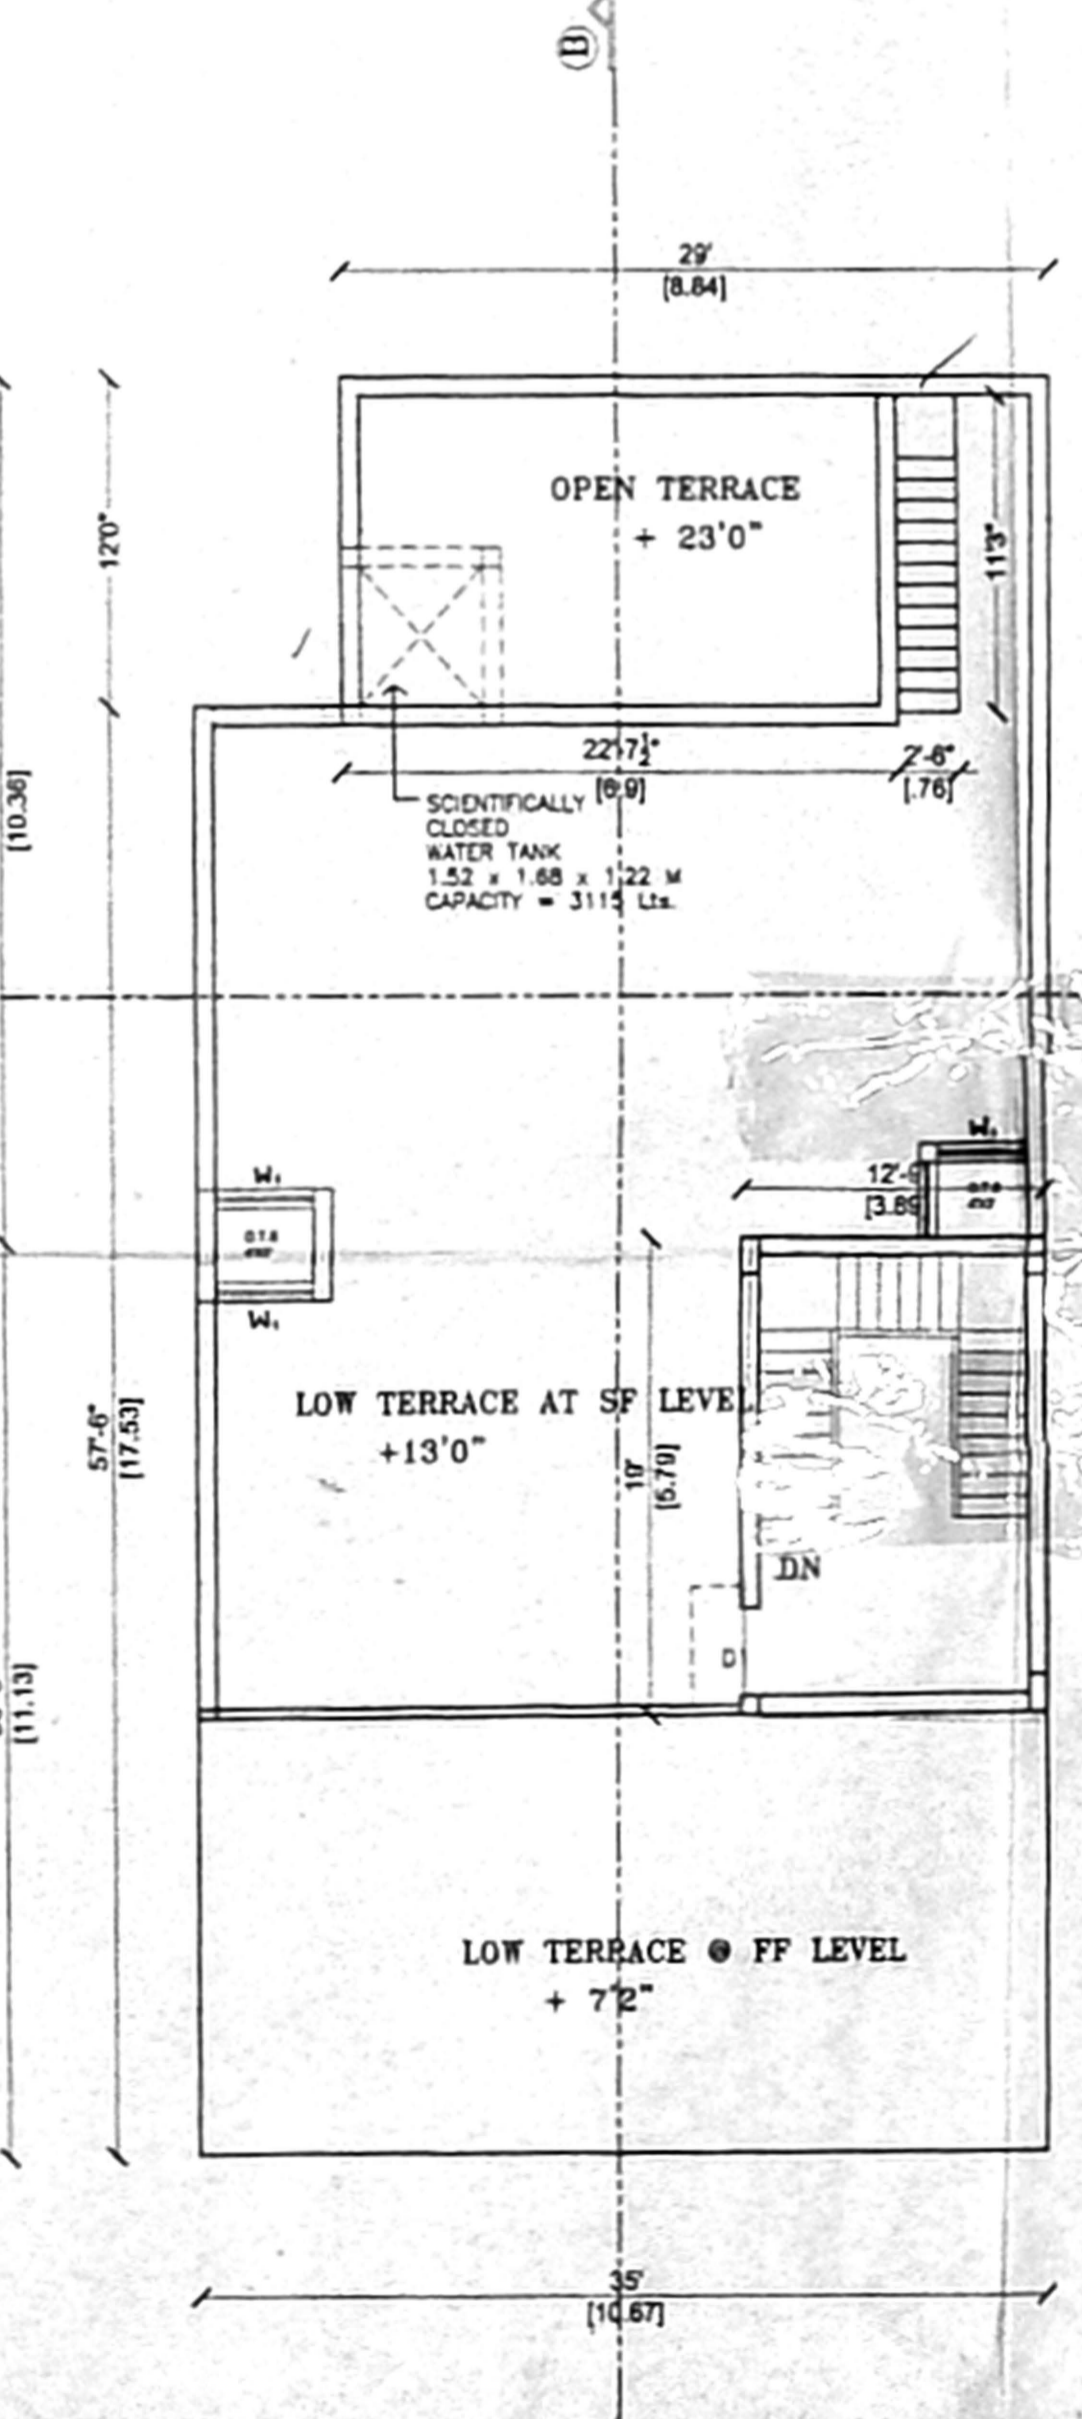 B
29'
[8.84]
OPEN TERRACE
+ 23'0"
12'0"
11'3"
22'-7½"
[6.9]
2'-6"
[.76]
SCIENTIFICALLY
CLOSED
WATER TANK
1.52 x 1.68 x 1.22 M
CAPACITY = 3115 Lts.
[10.36]
W₁
12'-
[3.89
W₁
O.T.S
O.T.S
W₁
LOW TERRACE AT SF LEVEL
+13'0"
57'-6"
[17.53]
19'
[5.79]
DN
D
[11.13]
LOW TERRACE @ FF LEVEL
+ 7'2"
35'
[10.67]